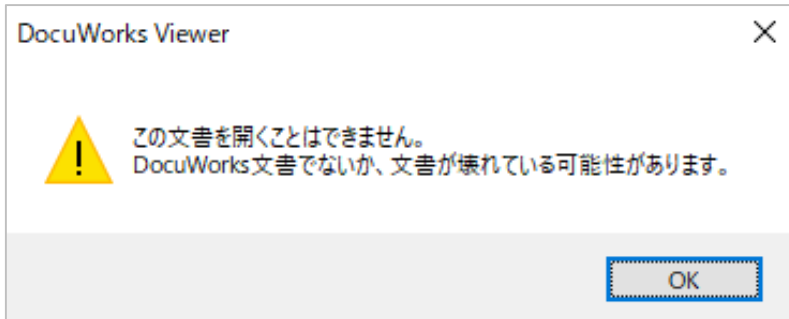 DocuWorks Viewer
この文書を開くことはできません。
DocuWorks文書でないか、文書が壊れている可能性があります。
OK